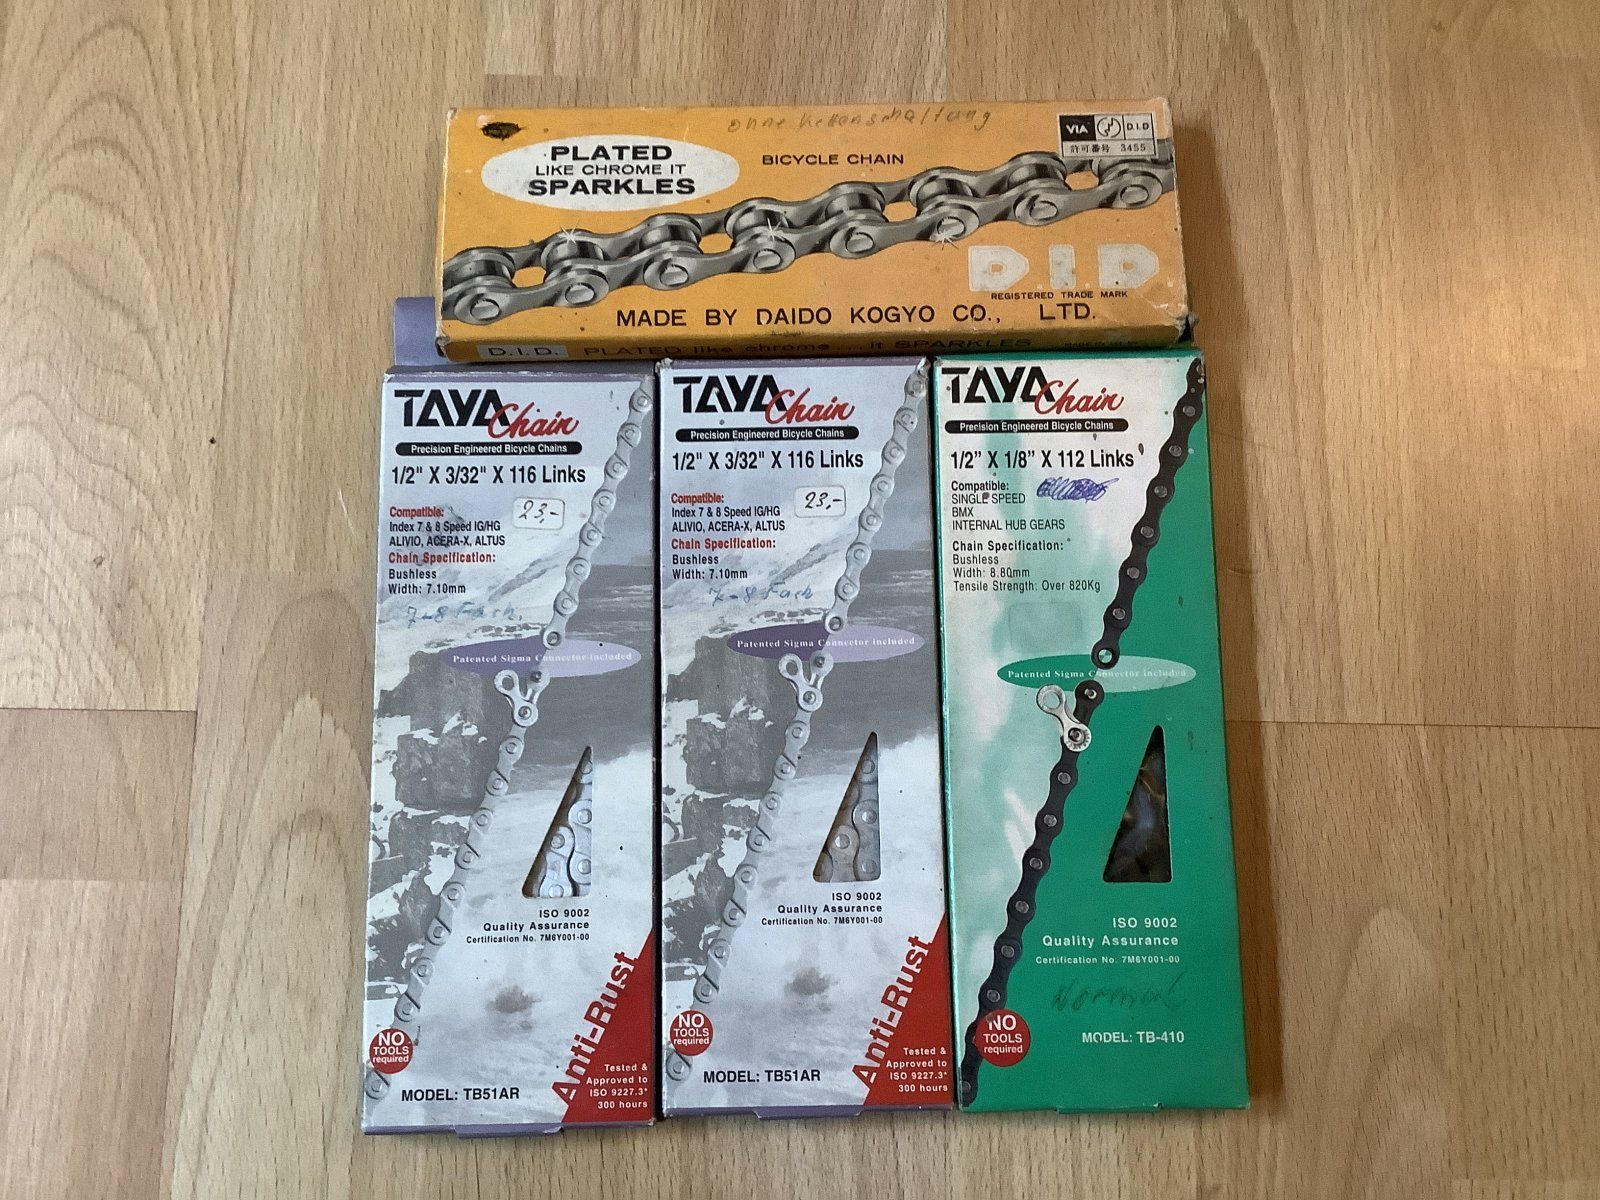 ohne Kettenschaltung
PLATED
LIKE CHROME IT
SPARKLES
BICYCLE CHAIN
VIA D.I.D
許可番号 3455
D.I.D
REGISTERED TRADE MARK
MADE BY DAIDO KOGYO CO., LTD.
D.I.D. PLATED like chrome... it SPARKLES
TAYA Chain
Precision Engineered Bicycle Chains
1/2" X 3/32" X 116 Links
23,-
Compatible:
Index 7 & 8 Speed IG/HG
ALIVIO, ACERA-X, ALTUS
Chain Specification:
Bushless
Width: 7.10mm
7-8 Fach
Patented Sigma Connector included
ISO 9002
Quality Assurance
Certification No. 7M6Y001-00
Anti-Rust
NO
TOOLS
required
Tested &
Approved to
ISO 9227.3*
300 hours
MODEL: TB51AR
TAYA Chain
Precision Engineered Bicycle Chains
1/2" X 3/32" X 116 Links
23,-
Compatible:
Index 7 & 8 Speed IG/HG
ALIVIO, ACERA-X, ALTUS
Chain Specification:
Bushless
Width: 7.10mm
7-8 Fach
Patented Sigma Connector included
ISO 9002
Quality Assurance
Certification No. 7M6Y001-00
Anti-Rust
NO
TOOLS
required
Tested &
Approved to
ISO 9227.3*
300 hours
MODEL: TB51AR
TAYA Chain
Precision Engineered Bicycle Chains
1/2” X 1/8” X 112 Links
Compatible:
SINGLE SPEED
BMX
INTERNAL HUB GEARS
Chain Specification:
Bushless
Width: 8.80mm
Tensile Strength: Over 820Kg
Patented Sigma Connector included
ISO 9002
Quality Assurance
Certification No. 7M6Y001-00
Normal
NO
TOOLS
required
MODEL: TB-410